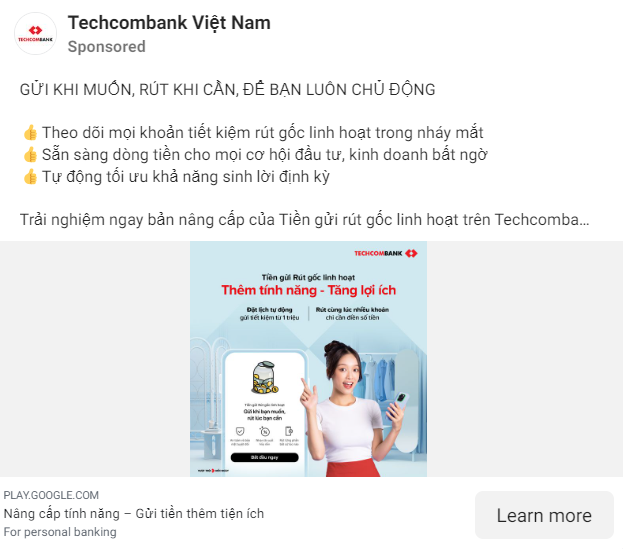 TECHCOMBANK
Techcombank Việt Nam
Sponsored
GỬI KHI MUỐN, RÚT KHI CẦN, ĐỂ BẠN LUÔN CHỦ ĐỘNG
👍Theo dõi mọi khoản tiết kiệm rút gốc linh hoạt trong nháy mắt
👍Sẵn sàng dòng tiền cho mọi cơ hội đầu tư, kinh doanh bất ngờ
👍Tự động tối ưu khả năng sinh lời định kỳ
Trải nghiệm ngay bản nâng cấp của Tiền gửi rút gốc linh hoạt trên Techcomba...
TECHCOMBANK
Tiền gửi Rút gốc linh hoạt
Thêm tính năng - Tăng lợi ích
Đặt lịch tự động
gửi tiết kiệm từ 1 triệu
Rút cùng lúc nhiều khoản
chỉ cần điền số tiền
Tiền gửi rút gốc linh hoạt
Gửi khi bạn muốn,
rút lúc bạn cần
Bắt đầu ngay
PLAY.GOOGLE.COM
Nâng cấp tính năng – Gửi tiền thêm tiện ích
For personal banking
Learn more